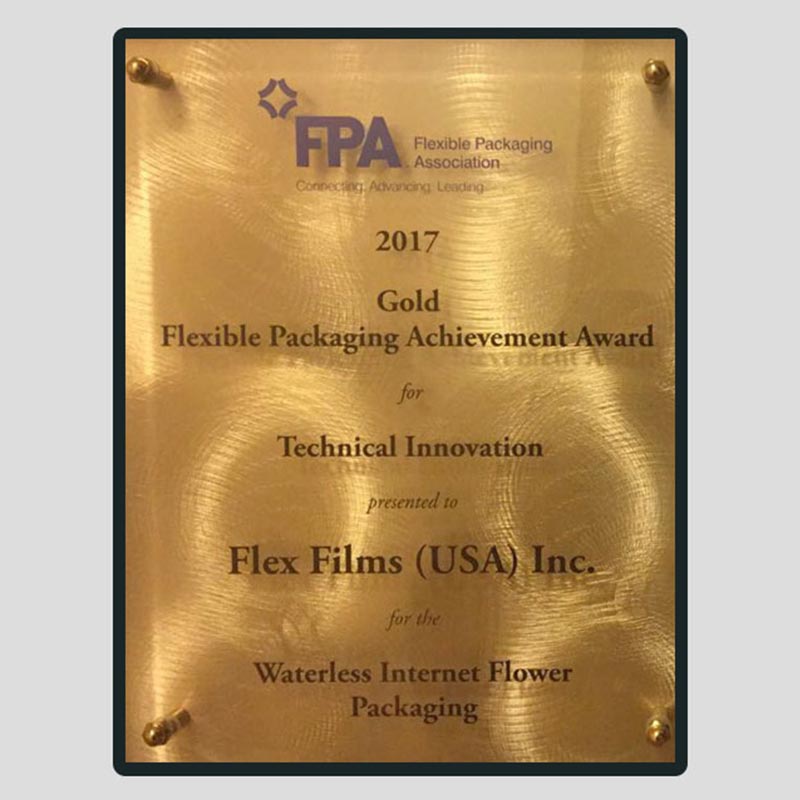 FPA
Flexible Packaging
Association
Connecting. Advancing. Leading.
2017
Gold
Flexible Packaging Achievement Award
for
Technical Innovation
presented to
Flex Films (USA) Inc.
for the
Waterless Internet Flower
Packaging